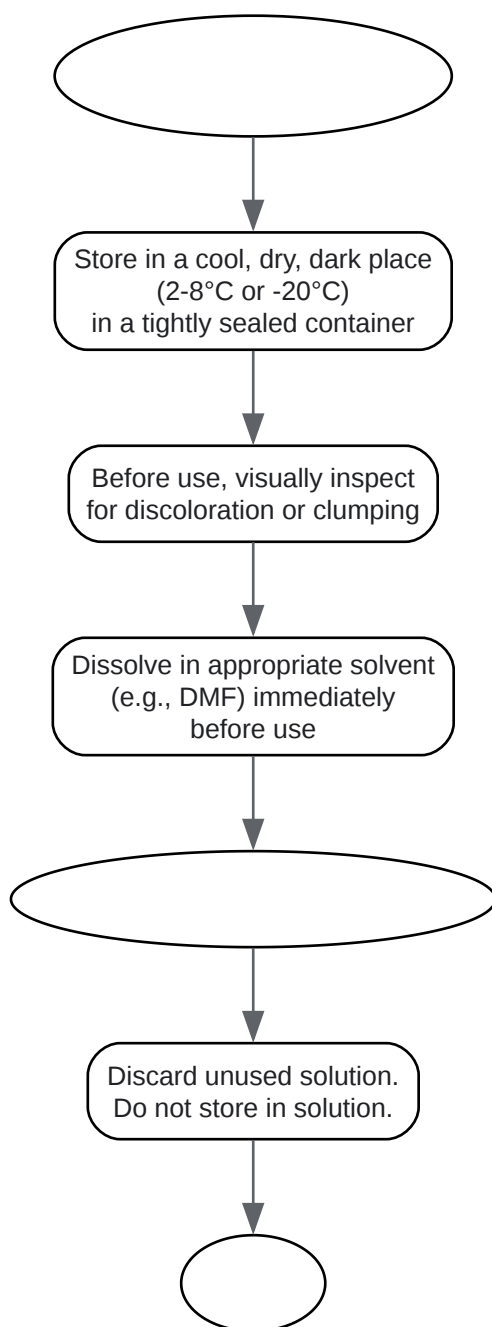 Store in a cool, dry, dark place
(2-8°C or -20°C)
in a tightly sealed container
Before use, visually inspect
for discoloration or clumping
Dissolve in appropriate solvent
(e.g., DMF) immediately
before use
Discard unused solution.
Do not store in solution.